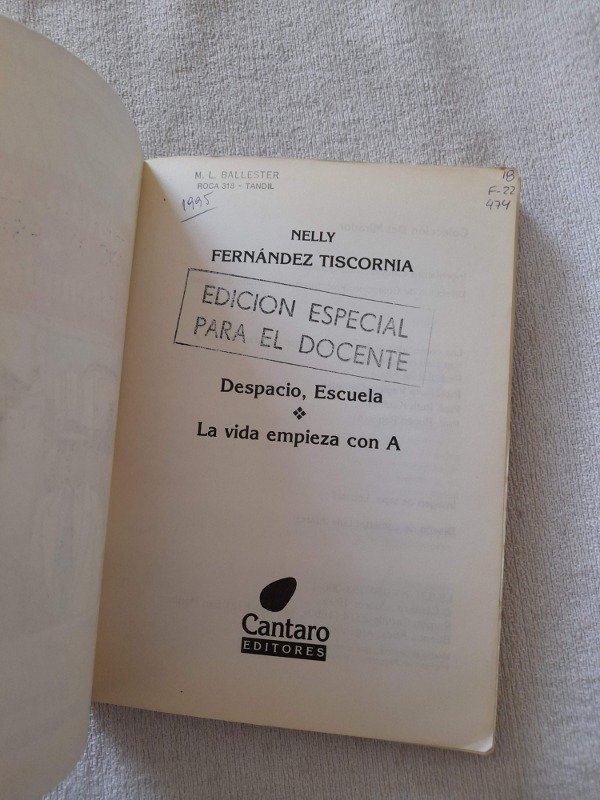 M. L. BALLESTER
ROCA 318 - TANDIL
1995
1B
F-22
474
NELLY
FERNÁNDEZ TISCORNIA
EDICION ESPECIAL
PARA EL DOCENTE
Despacio, Escuela
❖
La vida empieza con A
Cantaro
EDITORES